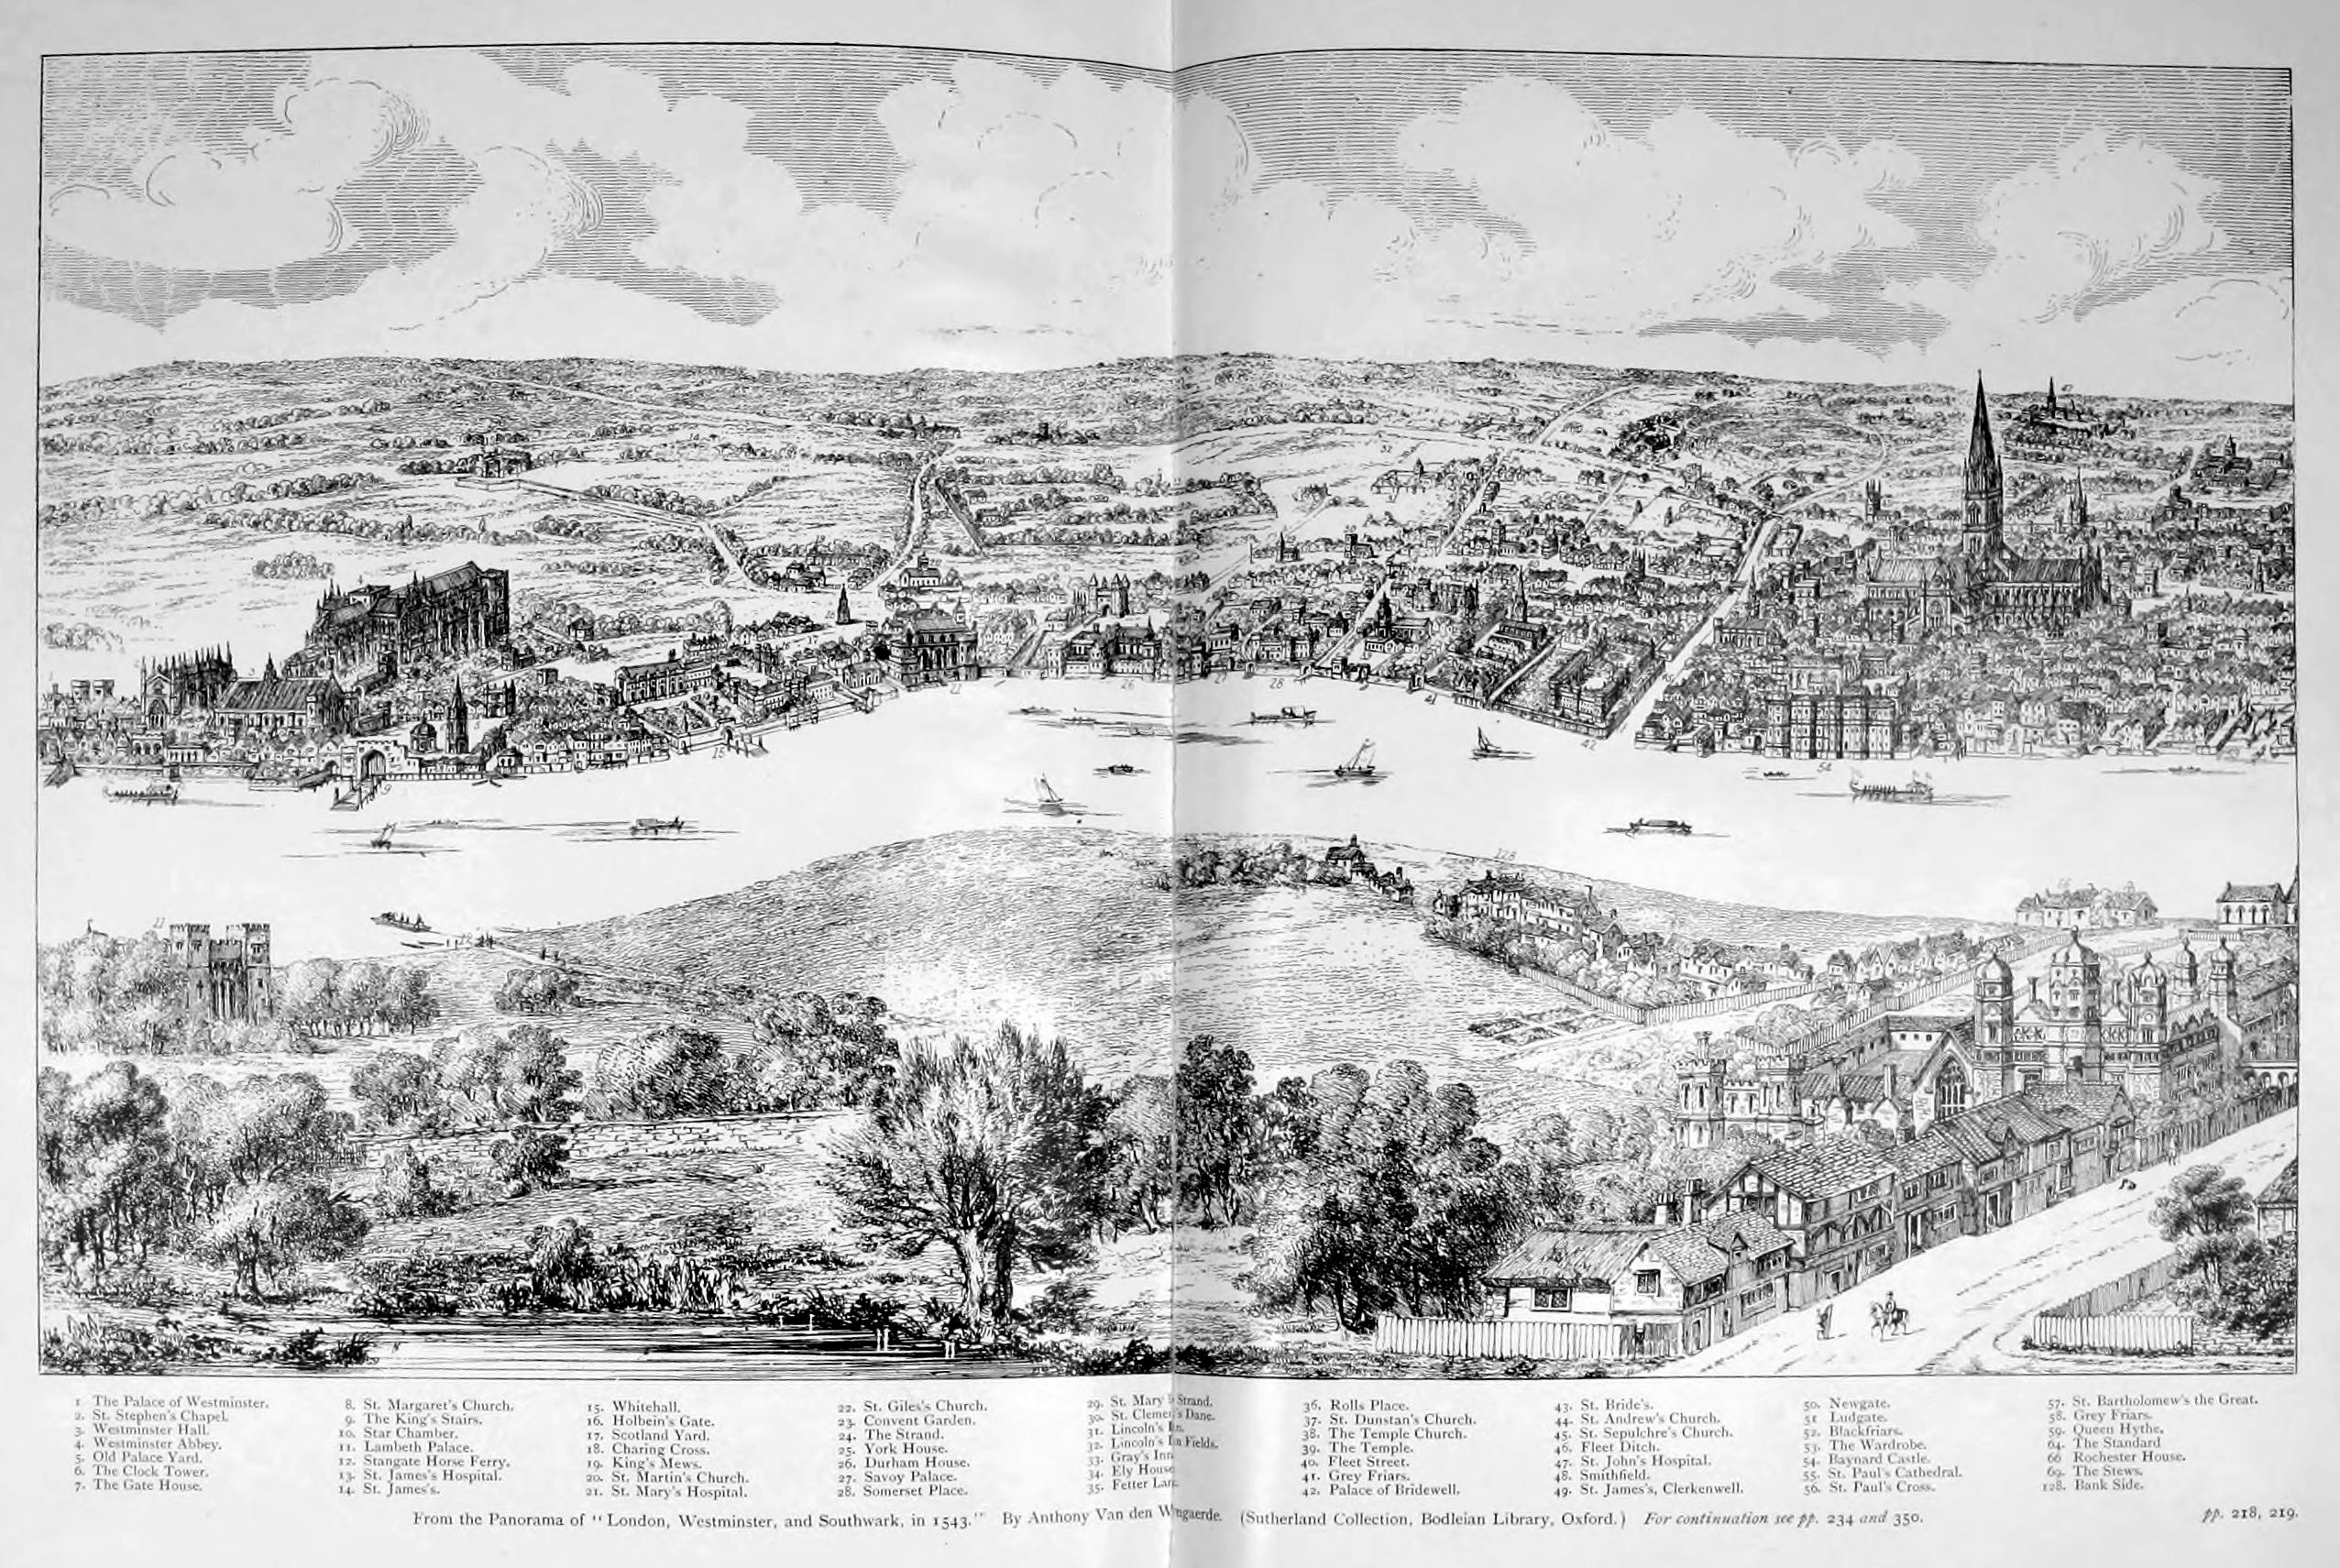 1 The Palace of Westminster.
2. St. Stephen's Chapel.
3. Westminster Hall.
4. Westminster Abbey.
5. Old Palace Yard.
6. The Clock Tower.
7. The Gate House.
8. St. Margaret's Church.
9. The King's Stairs.
10. Star Chamber.
11. Lambeth Palace.
12. Stangate Horse Ferry.
13. St. James's Hospital.
14. St. James's.
15. Whitehall.
16. Holbein's Gate.
17. Scotland Yard.
18. Charing Cross.
19. King's Mews.
20. St. Martin's Church.
21. St. Mary's Hospital.
22. St. Giles's Church.
23. Convent Garden.
24. The Strand.
25. York House.
26. Durham House.
27. Savoy Palace.
28. Somerset Place.
29. St. Mary Strand.
30. St. Dane.
31. Lincoln's
32. Lincoln's Fields.
33. Gray's Inn
34. Ely House
35. Fetter
36. Rolls Place.
37. St. Dunstan's Church.
38. The Temple Church.
39. The Temple.
40. Fleet Street.
41. Grey Friars.
42. Palace of Bridewell.
43. St. Bride's.
44. St. Andrew's Church.
45. St. Sepulchre's Church.
46. Fleet Ditch.
47. St. John's Hospital.
48. Smithfield.
49. St. James's, Clerkenwell.
50. Newgate.
51 Ludgate.
52. Blackfriars.
53. The Wardrobe.
54. Baynard Castle.
55. St. Paul's Cathedral.
56. St. Paul's Cross.
57. St. Bartholomew's the Great.
58. Grey Friars.
59. Queen Hythe.
64. The Standard
66 Rochester House.
69. The Stews.
128. Bank Side.
From the Panorama of "London, Westminster, and Southwark, in 1543." By Anthony Van den (Sutherland Collection, Bodleian Library, Oxford.) For continuation see pp. 234 and 350.
pp. 218, 219.